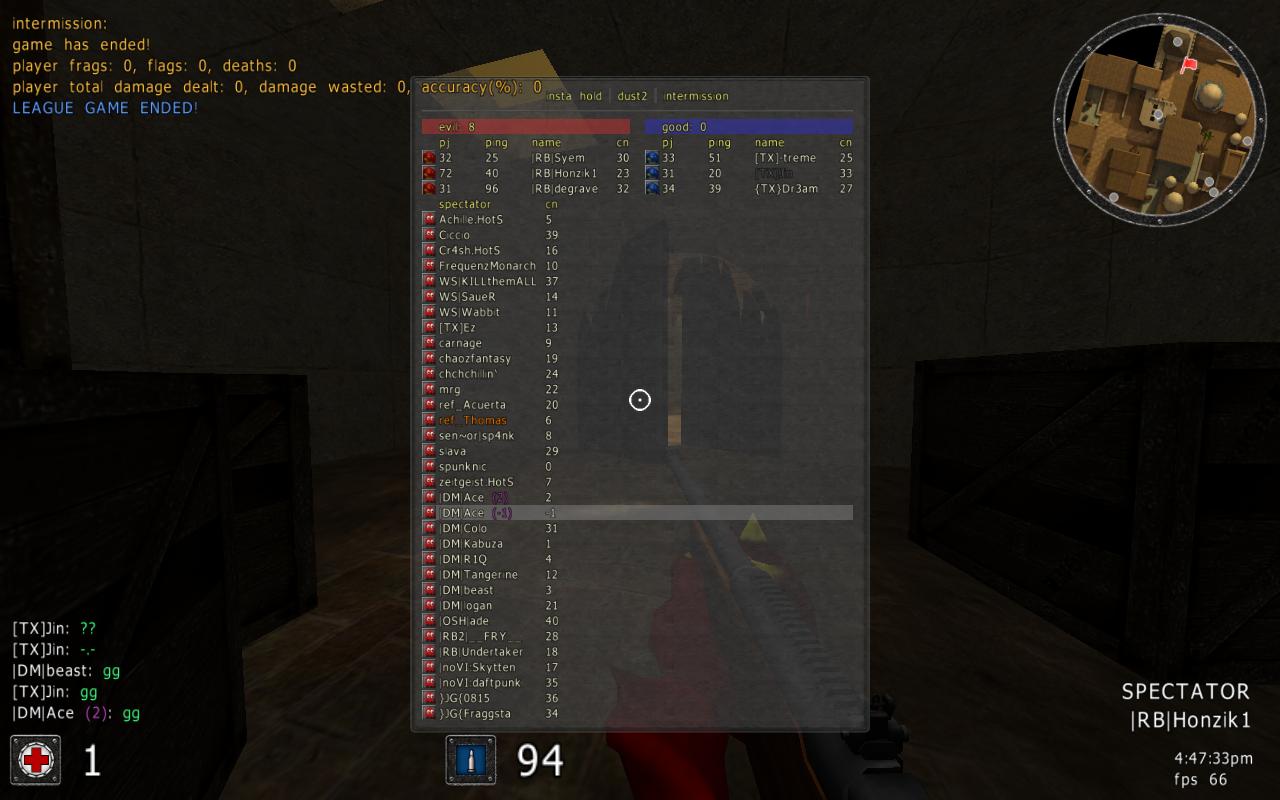 intermission:
game has ended!
player frags: 0, flags: 0, deaths: 0
player total damage dealt: 0, damage wasted: 0, accuracy(%): 0
LEAGUE GAME ENDED!
insta hold dust2 intermission
evil: 8 good: 0
pj ping name cn pj ping name cn
32 25 |RB|Syem 30 33 51 [TX]-treme 25
72 40 |RB|Honzik1 23 31 20 [TX]Jin 33
31 96 |RB|degrave 32 34 39 {TX}Dr3am 27
spectator cn
Achille.HotS 5
Ciccio 39
Cr4sh.HotS 16
FrequenzMonarch 10
WS|KILLthemALL 37
WS|SaueR 14
WS|Wabbit 11
[TX]Ez 13
carnage 9
chaozfantasy 19
chchchillin` 24
mrg 22
ref_Acuerta 20
ref_Thomas 6
sen~or|sp4nk 8
slava 29
spunknic 0
zeitgeist.HotS 7
|DM|Ace (2) 2
|DM|Ace (-1) -1
|DM|Colo 31
|DM|Kabuza 1
|DM|R1Q 4
|DM|Tangerine 12
|DM|beast 3
|DM|logan 21
|OSH|ade 40
|RB2|__FRY__ 28
|RB|Undertaker 18
|noVI:Skytten 17
|noVI:daftpunk 35
}JG{0815 36
}JG{Fraggsta 34
[TX]Jin: ??
[TX]Jin: -.-
|DM|beast: gg
[TX]Jin: gg
|DM|Ace (2): gg
1
94
SPECTATOR
|RB|Honzik1
4:47:33pm
fps 66